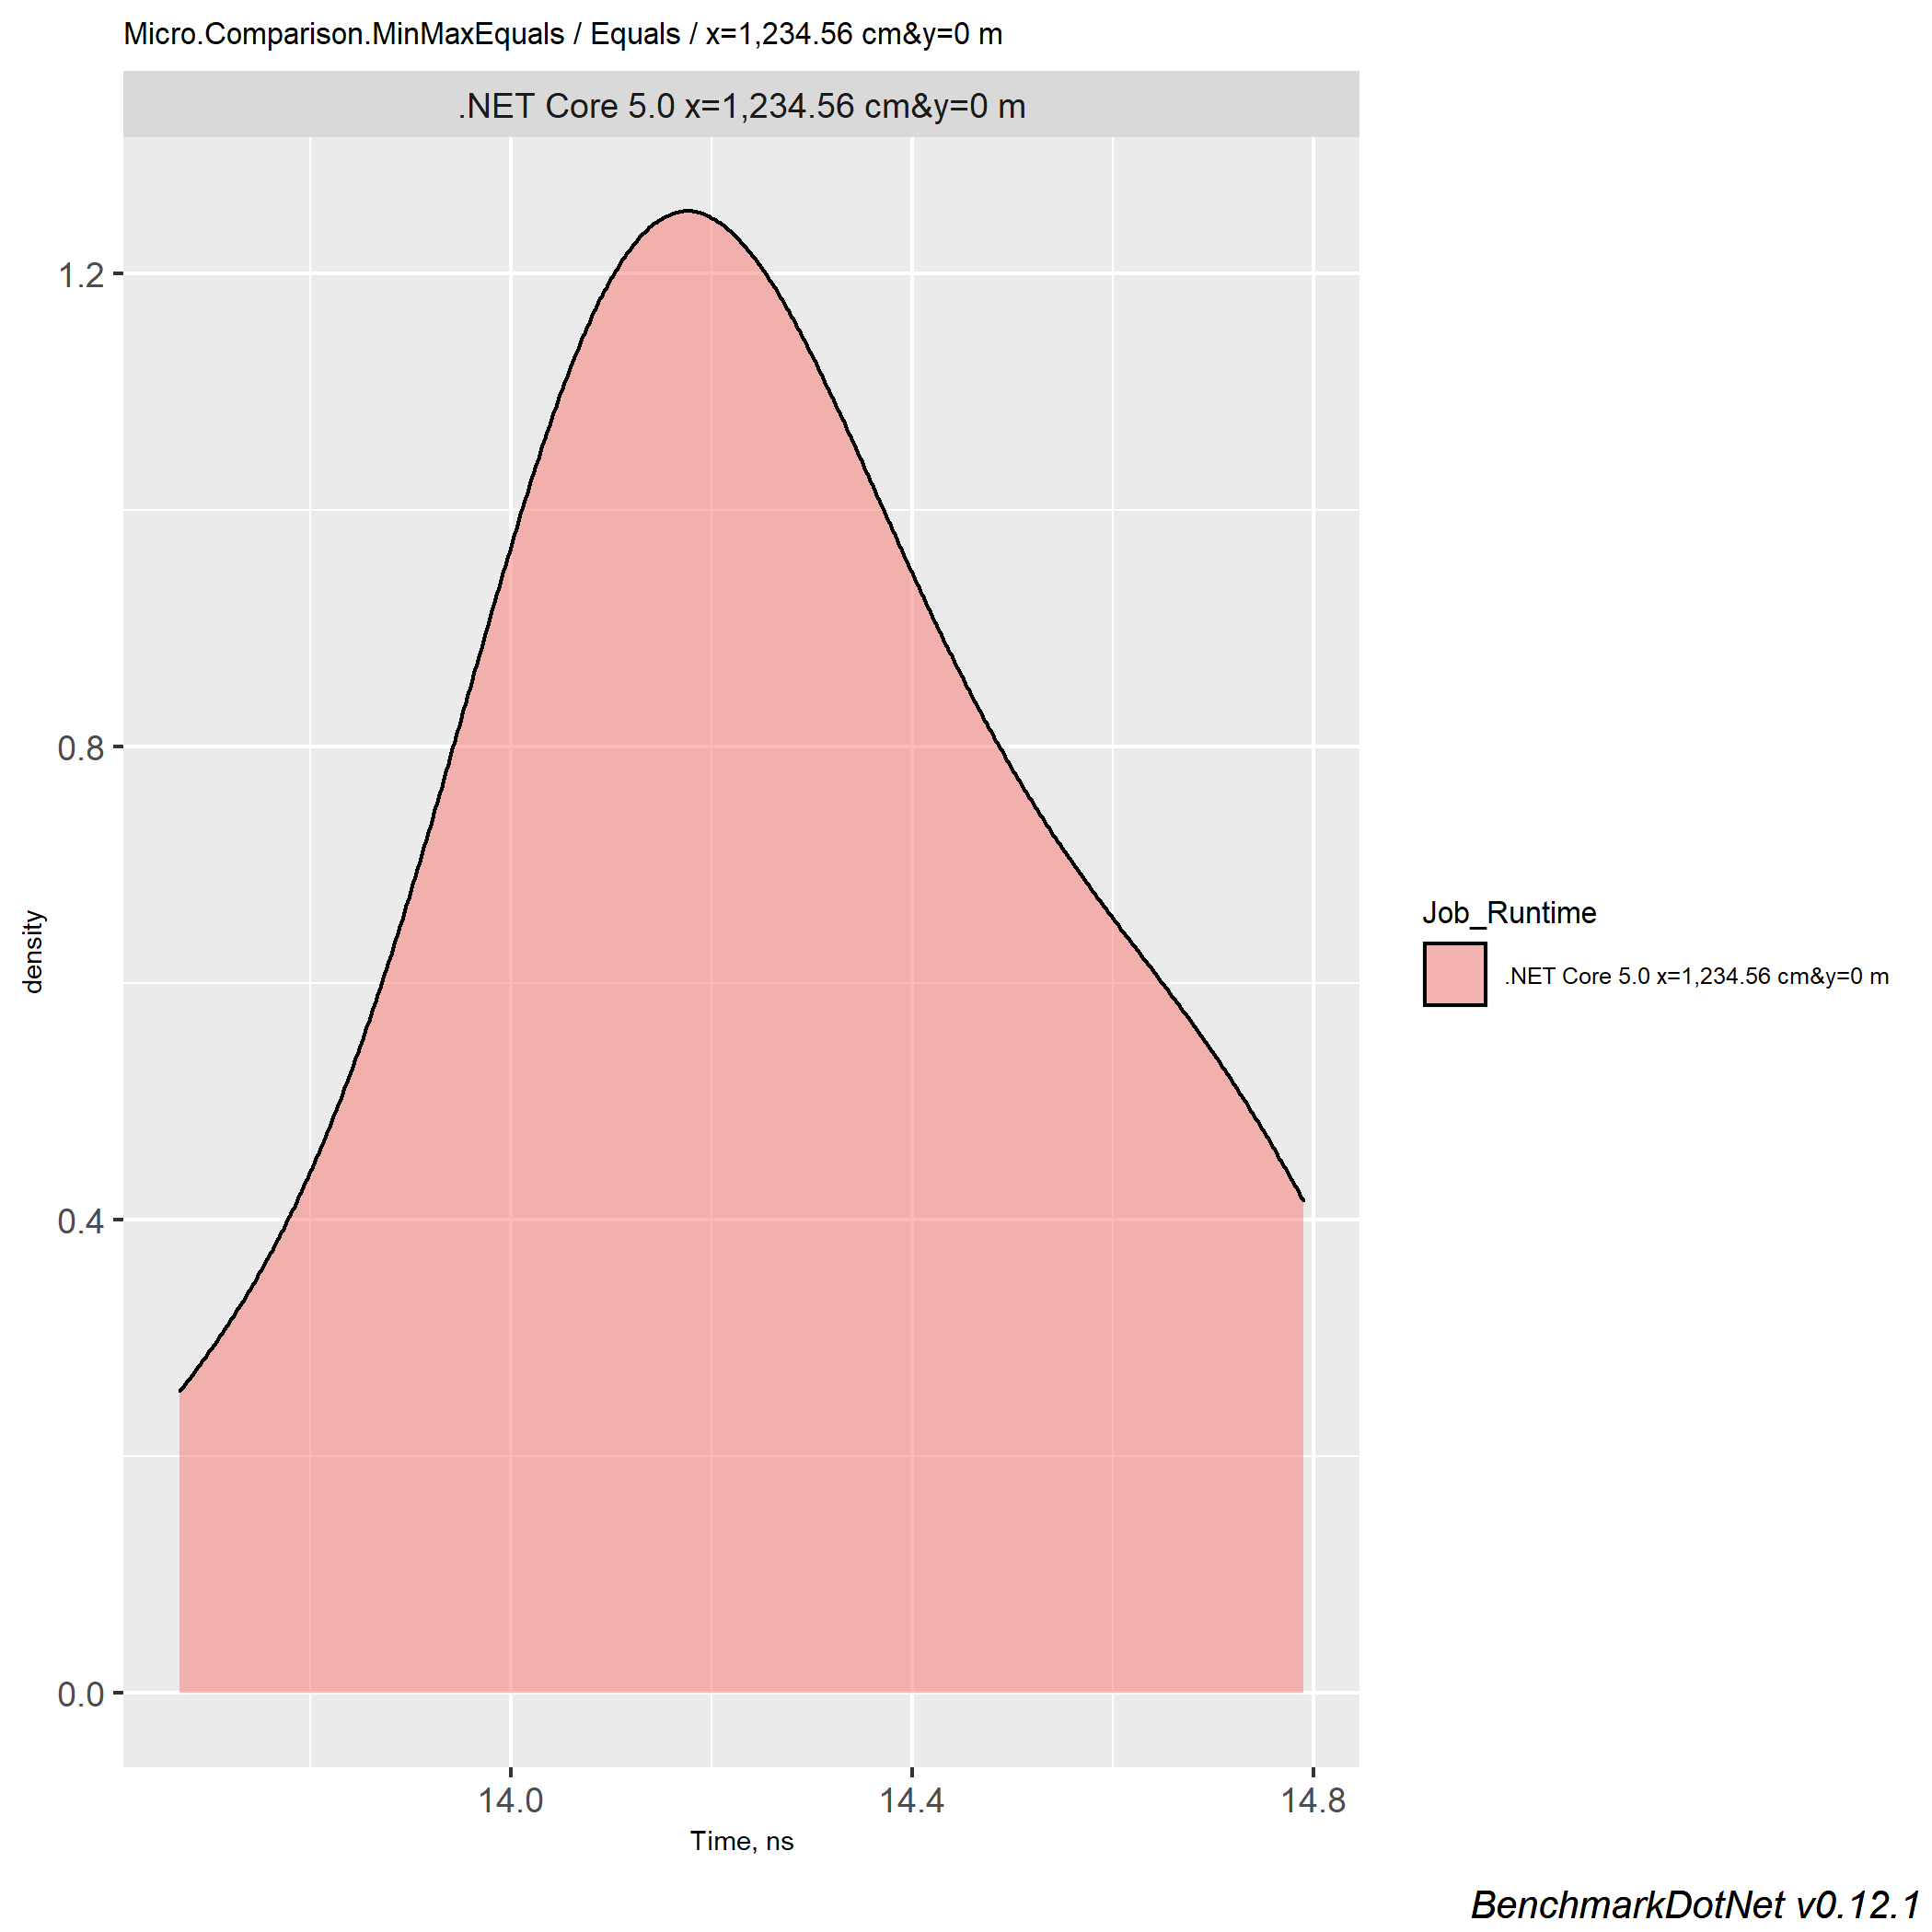 Micro.Comparison.MinMaxEquals / Equals / x=1,234.56 cm&y=0 m
.NET Core 5.0 x=1,234.56 cm&y=0 m
1.2
0.8
0.4
0.0
density
14.0
14.4
14.8
Time, ns
Job_Runtime
.NET Core 5.0 x=1,234.56 cm&y=0 m
BenchmarkDotNet v0.12.1